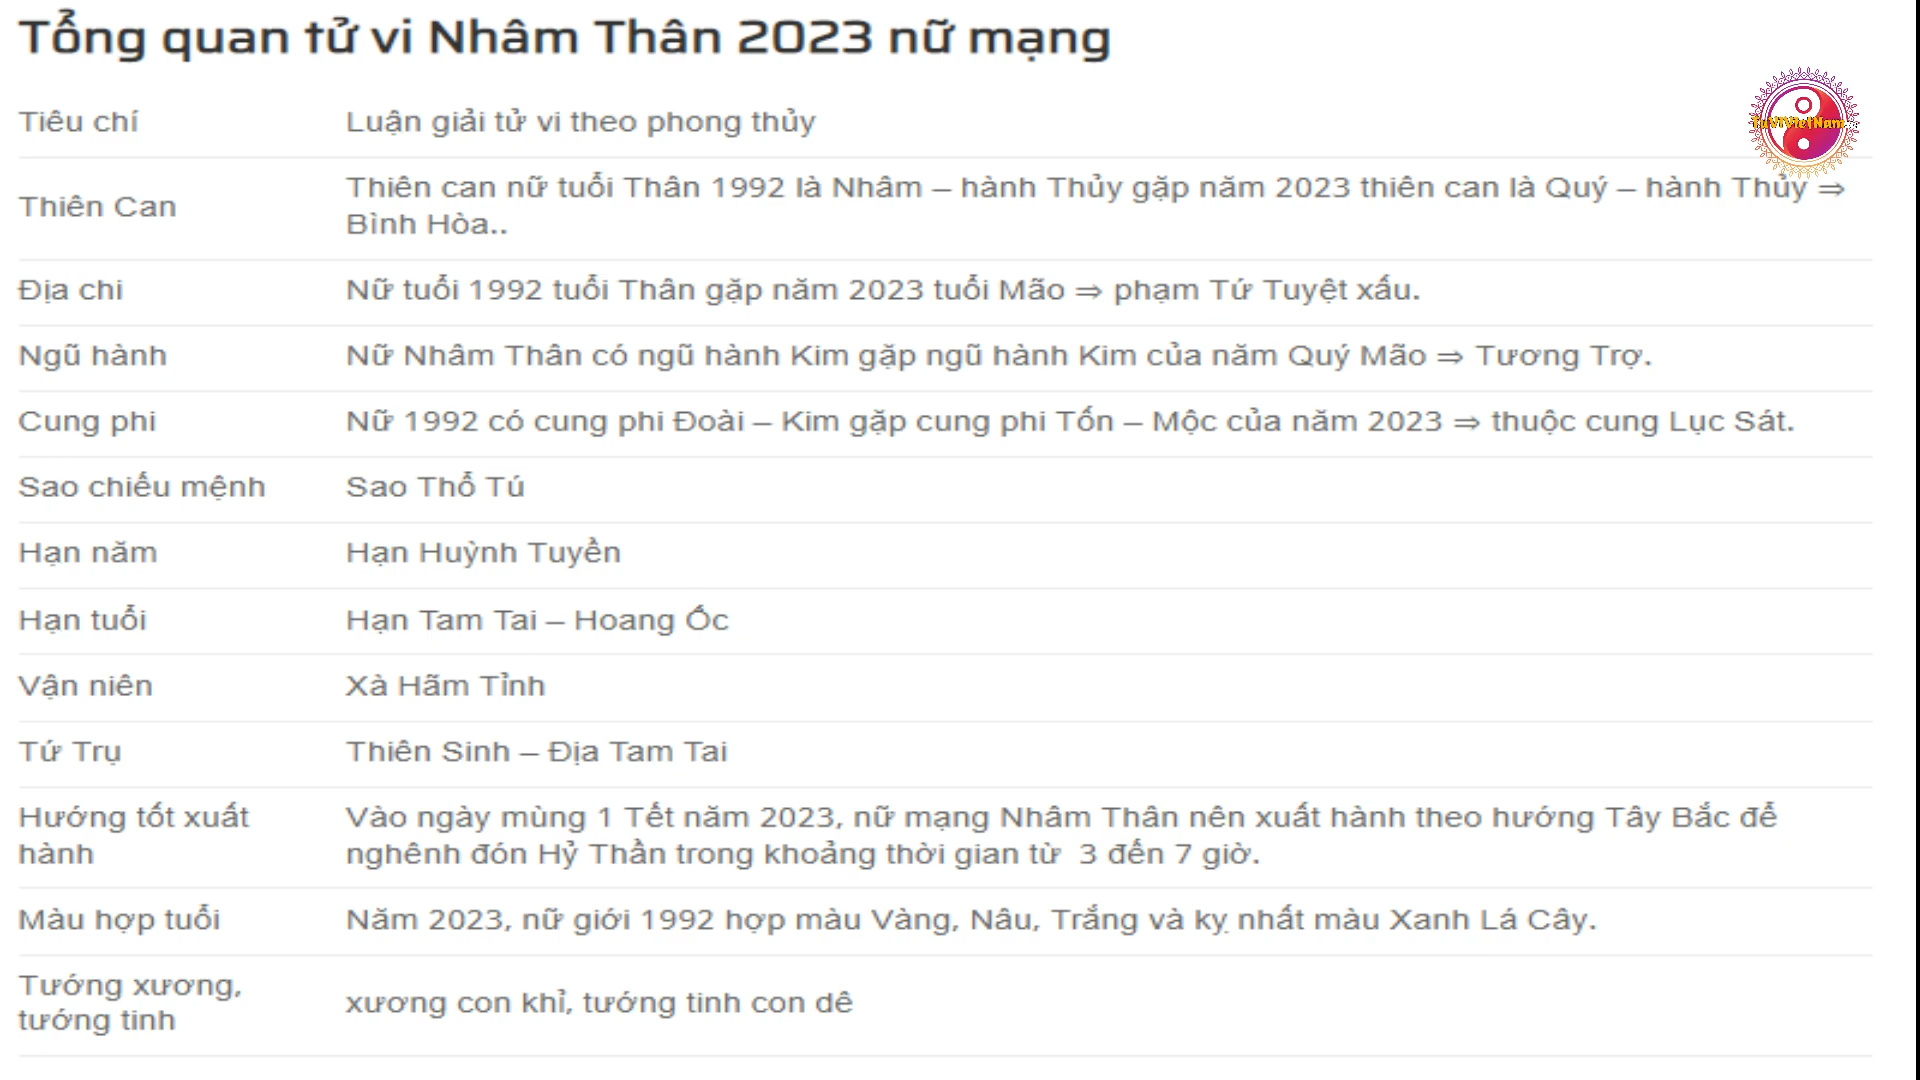 Tổng quan tử vi Nhâm Thân 2023 nữ mạng
TuViVietNam
Tiêu chí Luận giải tử vi theo phong thủy
Thiên Can Thiên can nữ tuổi Thân 1992 là Nhâm – hành Thủy gặp năm 2023 thiên can là Quý – hành Thủy ⇒
Bình Hòa..
Địa chi Nữ tuổi 1992 tuổi Thân gặp năm 2023 tuổi Mão ⇒ phạm Tứ Tuyệt xấu.
Ngũ hành Nữ Nhâm Thân có ngũ hành Kim gặp ngũ hành Kim của năm Quý Mão ⇒ Tương Trợ.
Cung phi Nữ 1992 có cung phi Đoài – Kim gặp cung phi Tốn – Mộc của năm 2023 ⇒ thuộc cung Lục Sát.
Sao chiếu mệnh Sao Thổ Tú
Hạn năm Hạn Huỳnh Tuyền
Hạn tuổi Hạn Tam Tai – Hoang Ốc
Vận niên Xà Hãm Tỉnh
Tứ Trụ Thiên Sinh – Địa Tam Tai
Hướng tốt xuất
hành
Vào ngày mùng 1 Tết năm 2023, nữ mạng Nhâm Thân nên xuất hành theo hướng Tây Bắc để
nghênh đón Hỷ Thần trong khoảng thời gian từ 3 đến 7 giờ.
Màu hợp tuổi Năm 2023, nữ giới 1992 hợp màu Vàng, Nâu, Trắng và kỵ nhất màu Xanh Lá Cây.
Tướng xương,
tướng tinh
xương con khỉ, tướng tinh con dê